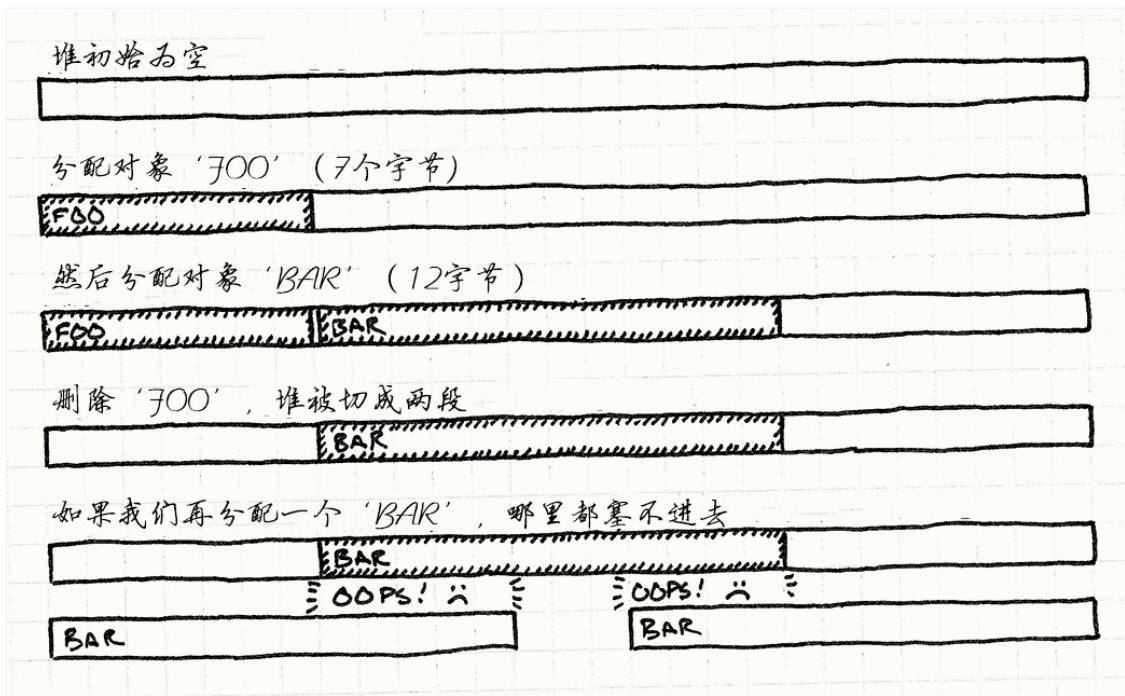 堆初始为空
分配对象 'FOO' (7个字节)
FOO
然后分配对象 'BAR' (12字节)
FOO BAR
删除 'FOO', 堆被切成两段
BAR
如果我们再分配一个 'BAR', 哪里都塞不进去
BAR
OOPS! OOPS!
BAR BAR